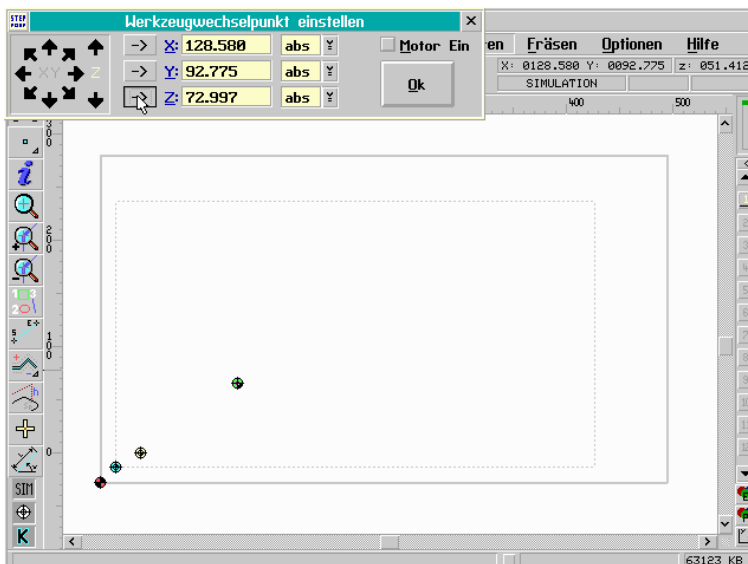 STEP FOUR
Werkzeugwechselpunkt einstellen
XY
Z
-> X: 128.580 abs
-> Y: 92.775 abs
-> Z: 72.997 abs
Motor Ein
Ok
en Fräsen Optionen Hilfe
X: 0128.580 Y: 0092.775 z: 051.412
SIMULATION
400 500
300
200
100
0
SIM
K
63123 KB